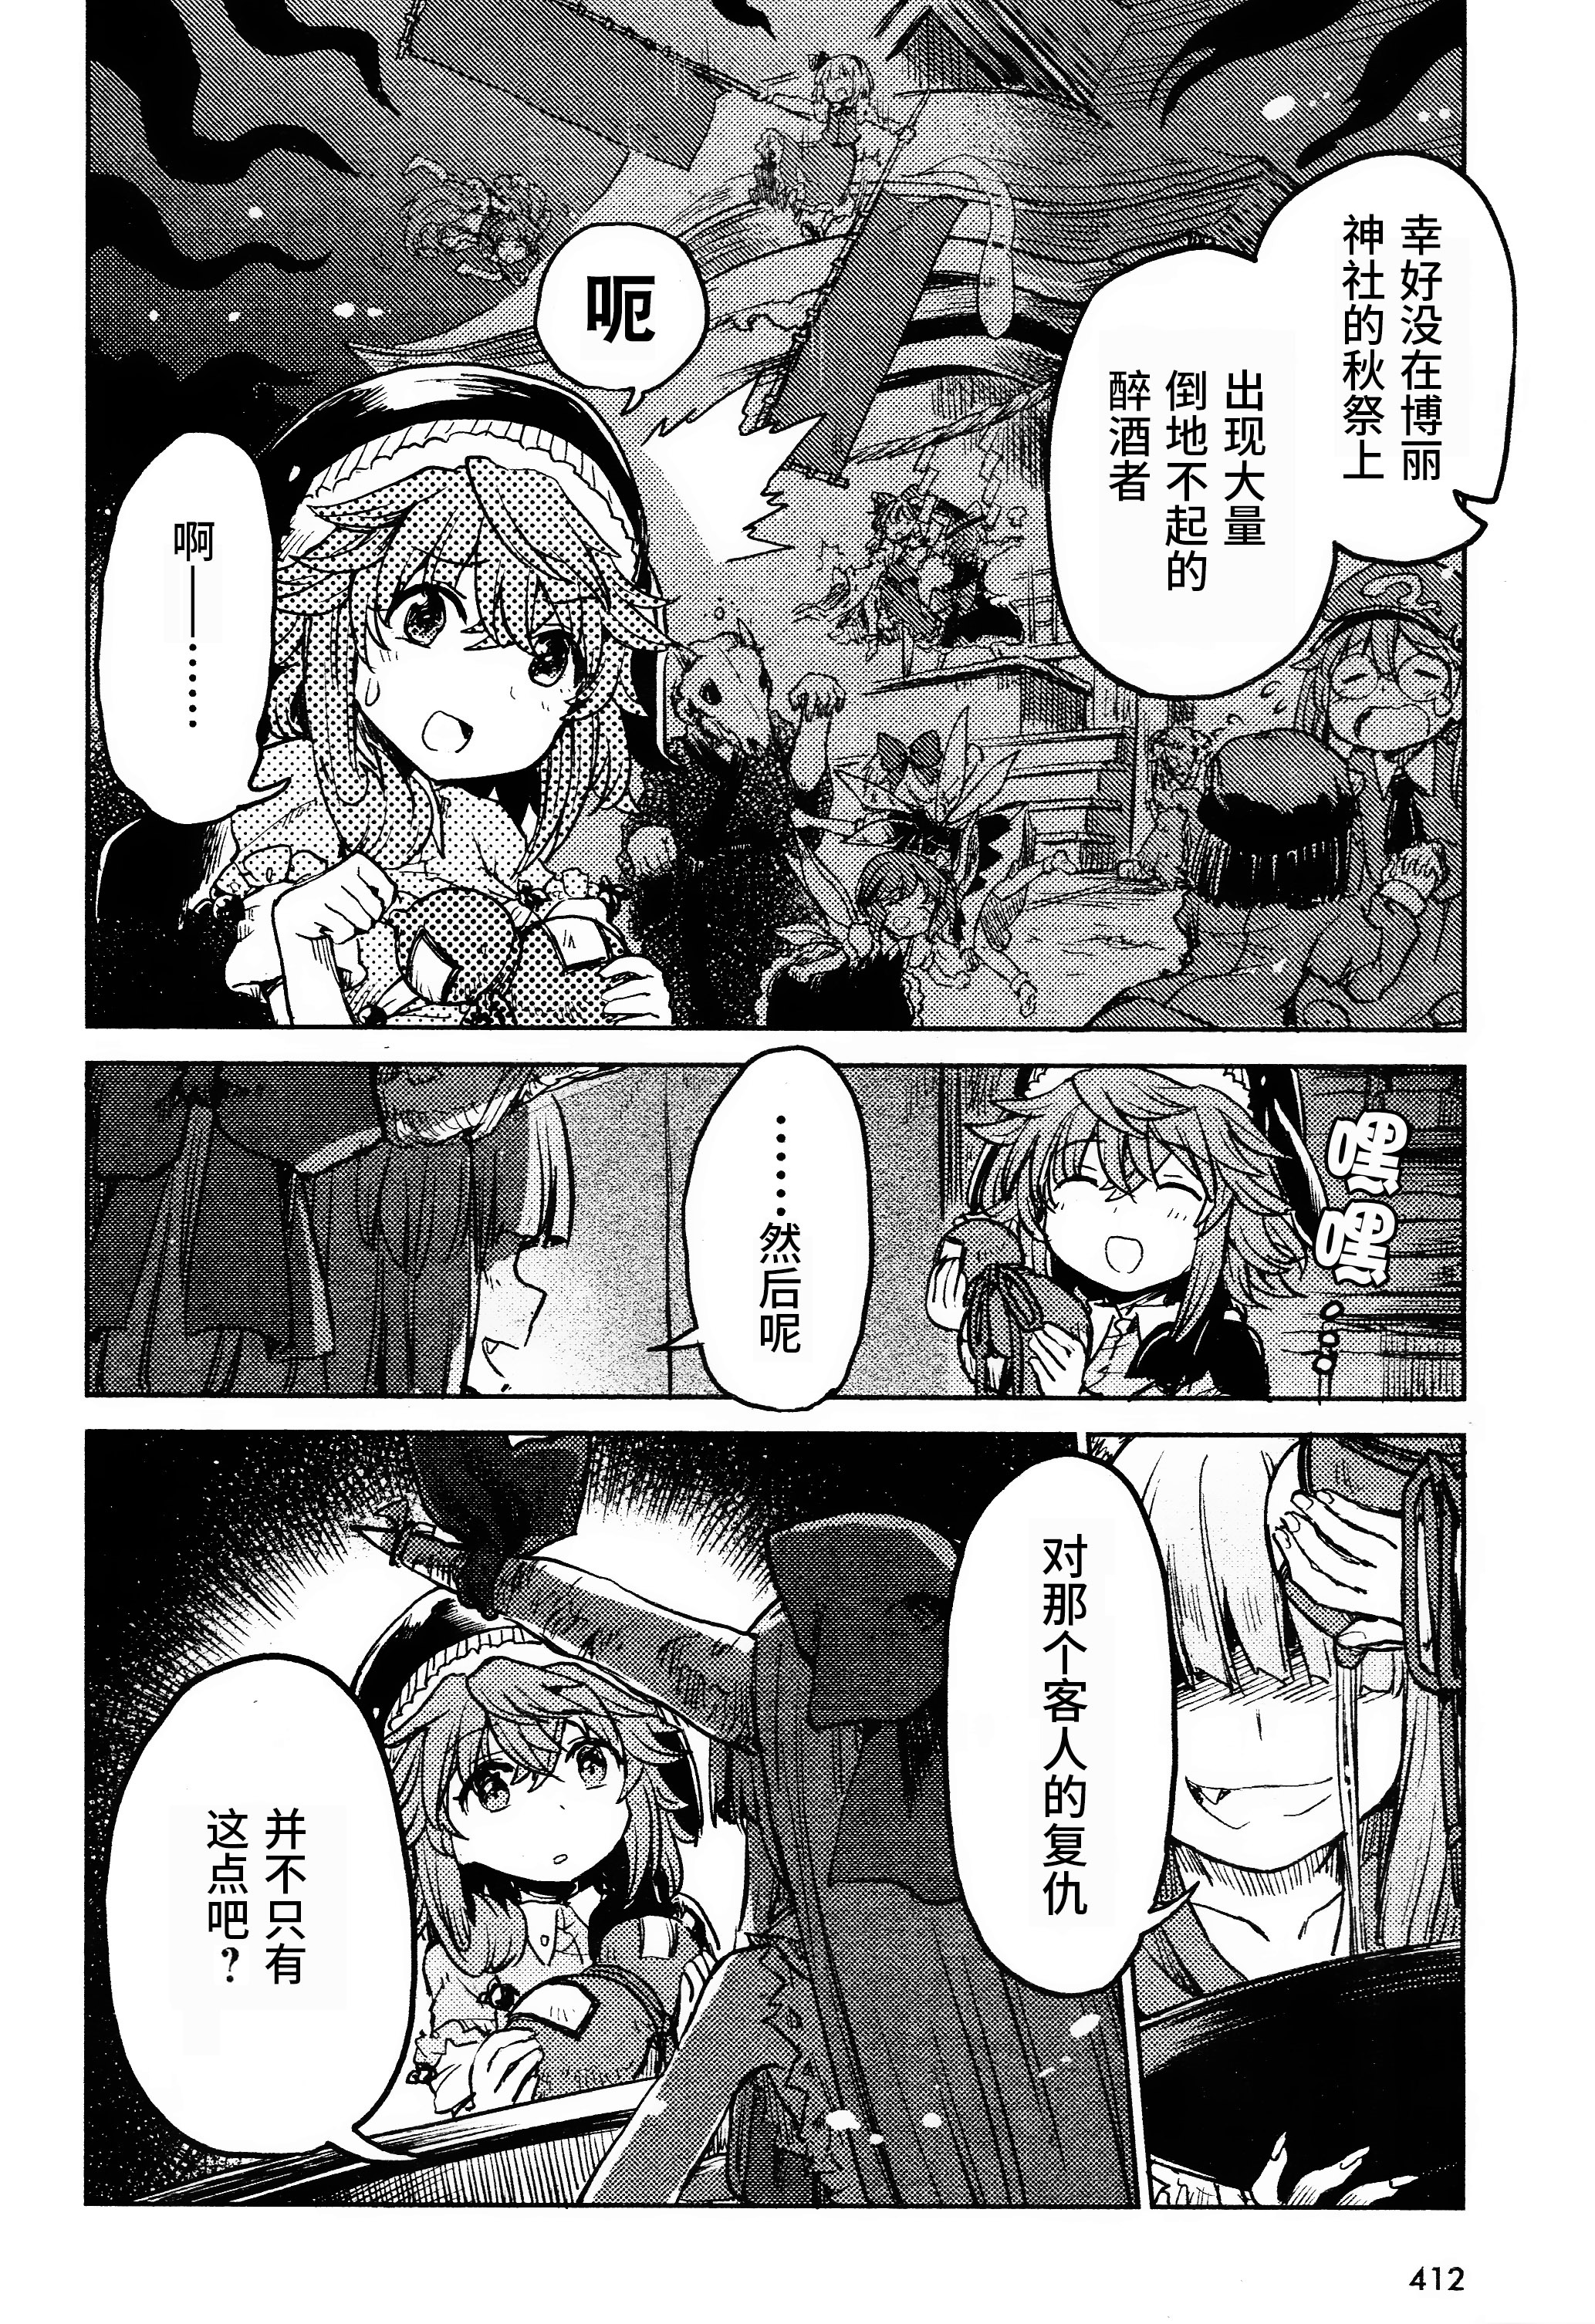 幸好没在博丽
神社的秋祭上
出现大量
倒地不起的
醉酒者
呃
啊——………
嘿嘿
……然后呢
对那个客人的复仇
并不只有
这点吧？
412